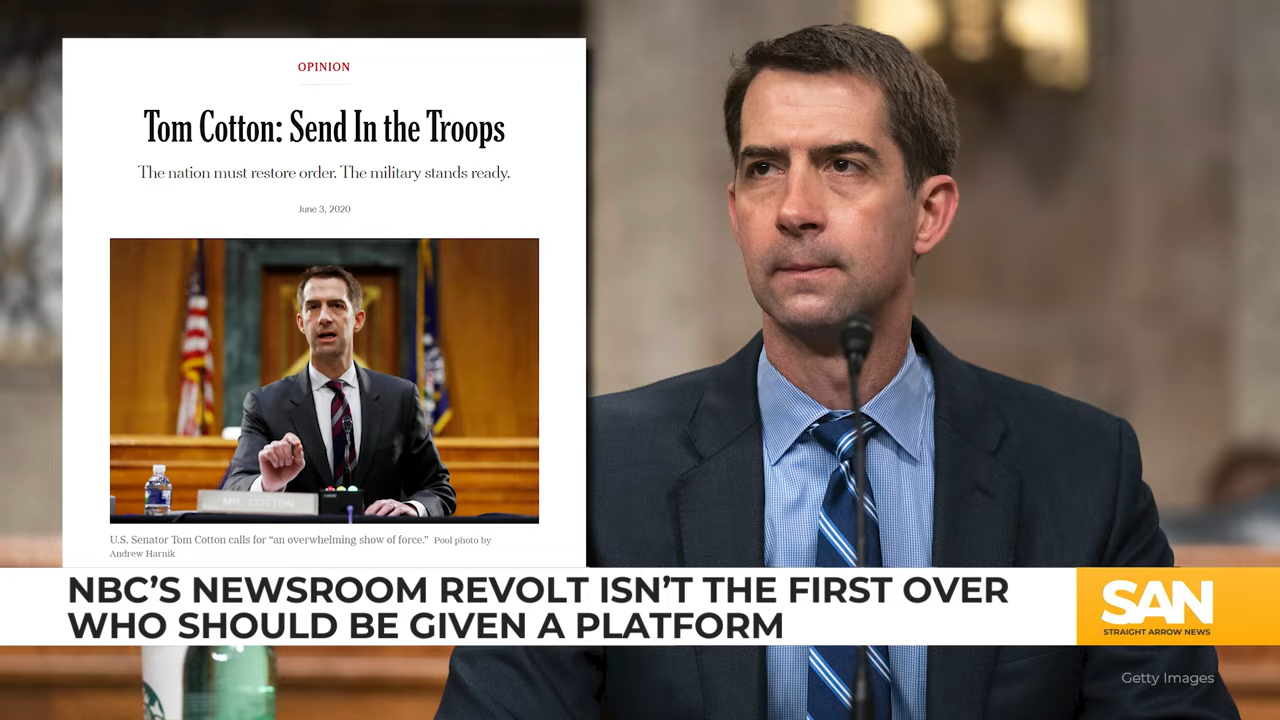 OPINION
Tom Cotton: Send In the Troops
The nation must restore order. The military stands ready.
June 3, 2020
MR. COTTON
U.S. Senator Tom Cotton calls for “an overwhelming show of force.” Pool photo by
Andrew Harnik
NBC’S NEWSROOM REVOLT ISN’T THE FIRST OVER
WHO SHOULD BE GIVEN A PLATFORM
SAN
STRAIGHT ARROW NEWS
Getty Images